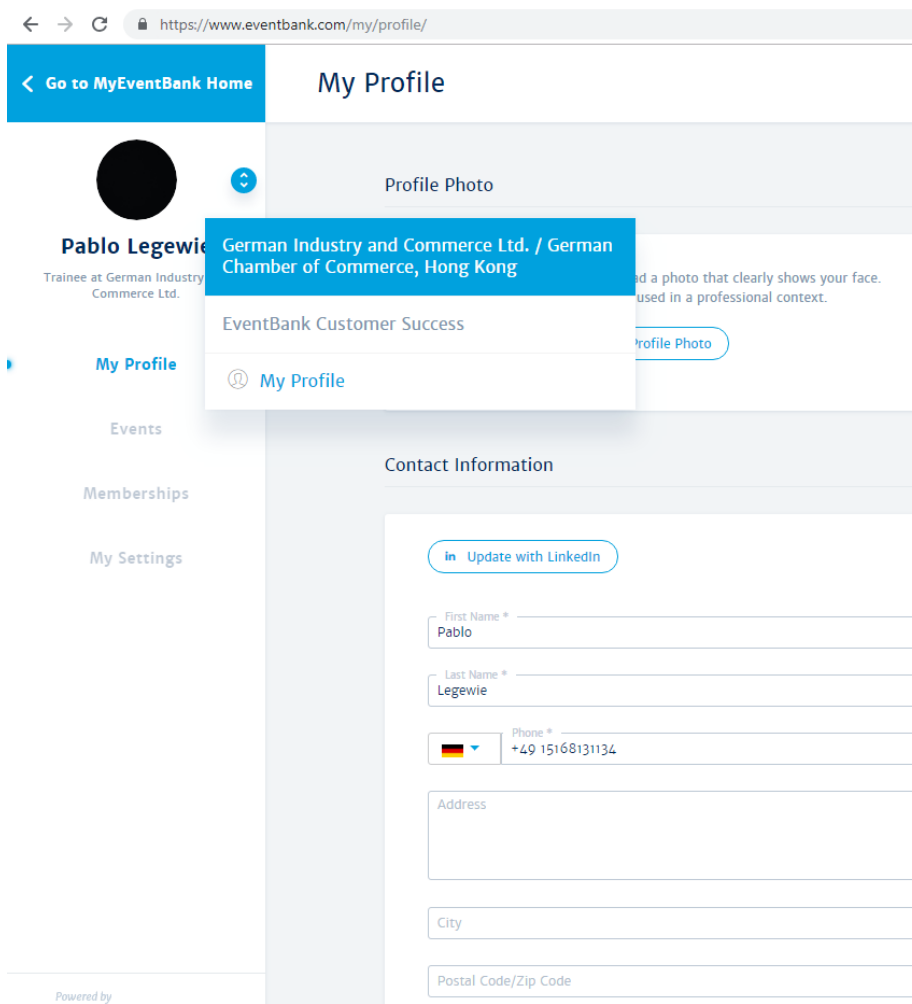 https://www.eventbank.com/my/profile/
Go to MyEventBank Home
My Profile
Profile Photo
Pablo Legewie
Trainee at German Industry
Commerce Ltd.
German Industry and Commerce Ltd. / German
Chamber of Commerce, Hong Kong
EventBank Customer Success
My Profile
a photo that clearly shows your face.
used in a professional context.
Profile Photo
My Profile
Events
Memberships
My Settings
Contact Information
in Update with LinkedIn
First Name *
Pablo
Last Name *
Legewie
Phone *
+49 15168131134
Address
City
Postal Code/Zip Code
Powered by